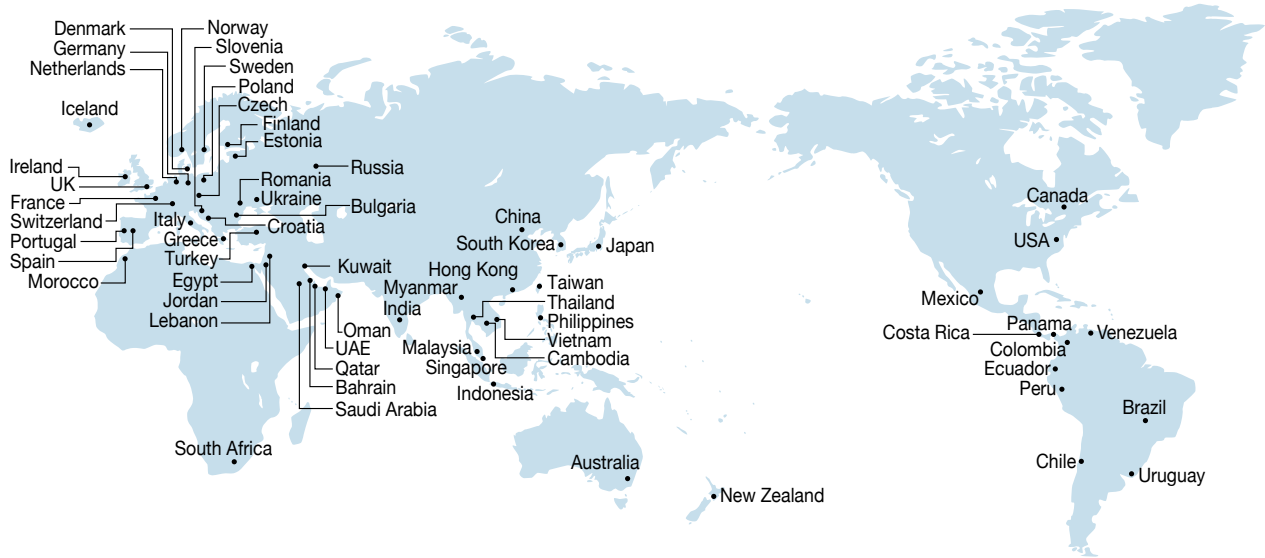 Denmark
Norway
Germany
Slovenia
Netherlands
Sweden
Poland
Czech
Iceland
Finland
Estonia
Ireland
Russia
UK
Romania
France
Ukraine
Switzerland
Bulgaria
Italy
Croatia
Portugal
Greece
Spain
Turkey
Morocco
Egypt
Jordan
Lebanon
Kuwait
Oman
UAE
Qatar
Bahrain
Saudi Arabia
South Africa
China
South Korea
Japan
Hong Kong
Myanmar
Taiwan
India
Thailand
Philippines
Vietnam
Malaysia
Cambodia
Singapore
Indonesia
Australia
New Zealand
Canada
USA
Mexico
Panama
Costa Rica
Venezuela
Colombia
Ecuador
Peru
Brazil
Chile
Uruguay